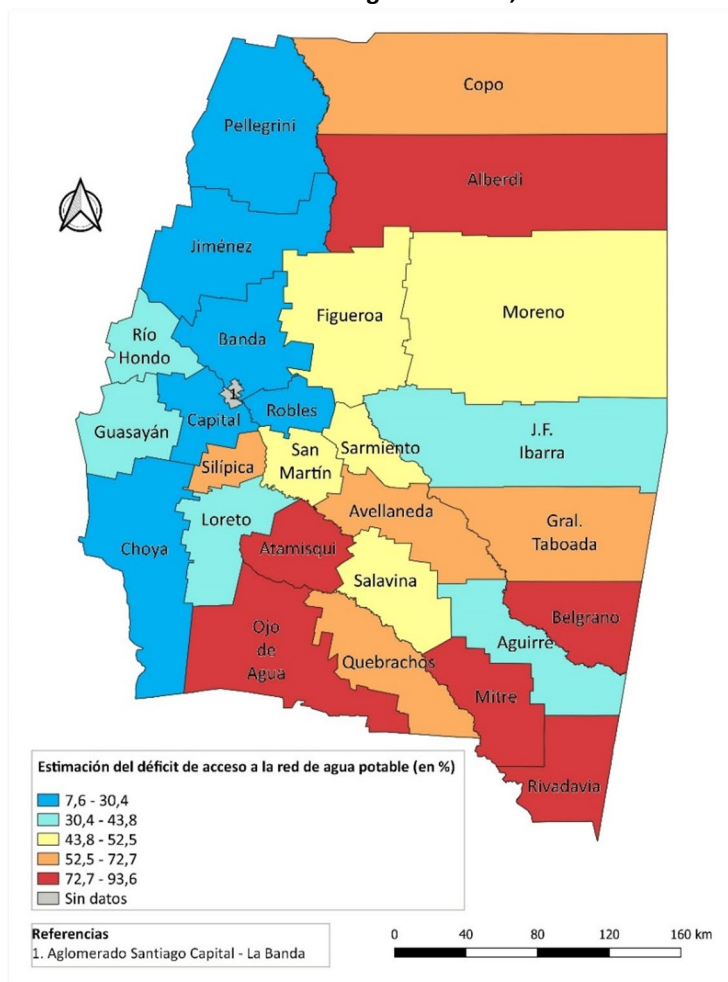 Copo
Pellegrini
Alberdi
Jiménez
Figueroa
Moreno
Río
Hondo
Banda
1
Capital
Robles
Guasayán
J.F.
Ibarra
San
Martín
Sarmiento
Silípica
Loreto
Avellaneda
Gral.
Taboada
Choya
Atamisqui
Salavina
Belgrano
Ojo
de
Agua
Quebrachos
Aguirre
Mitre
Rivadavia
Estimación del déficit de acceso a la red de agua potable (en %)
7,6 - 30,4
30,4 - 43,8
43,8 - 52,5
52,5 - 72,7
72,7 - 93,6
Sin datos
Referencias
1. Aglomerado Santiago Capital - La Banda
0 40 80 120 160 km